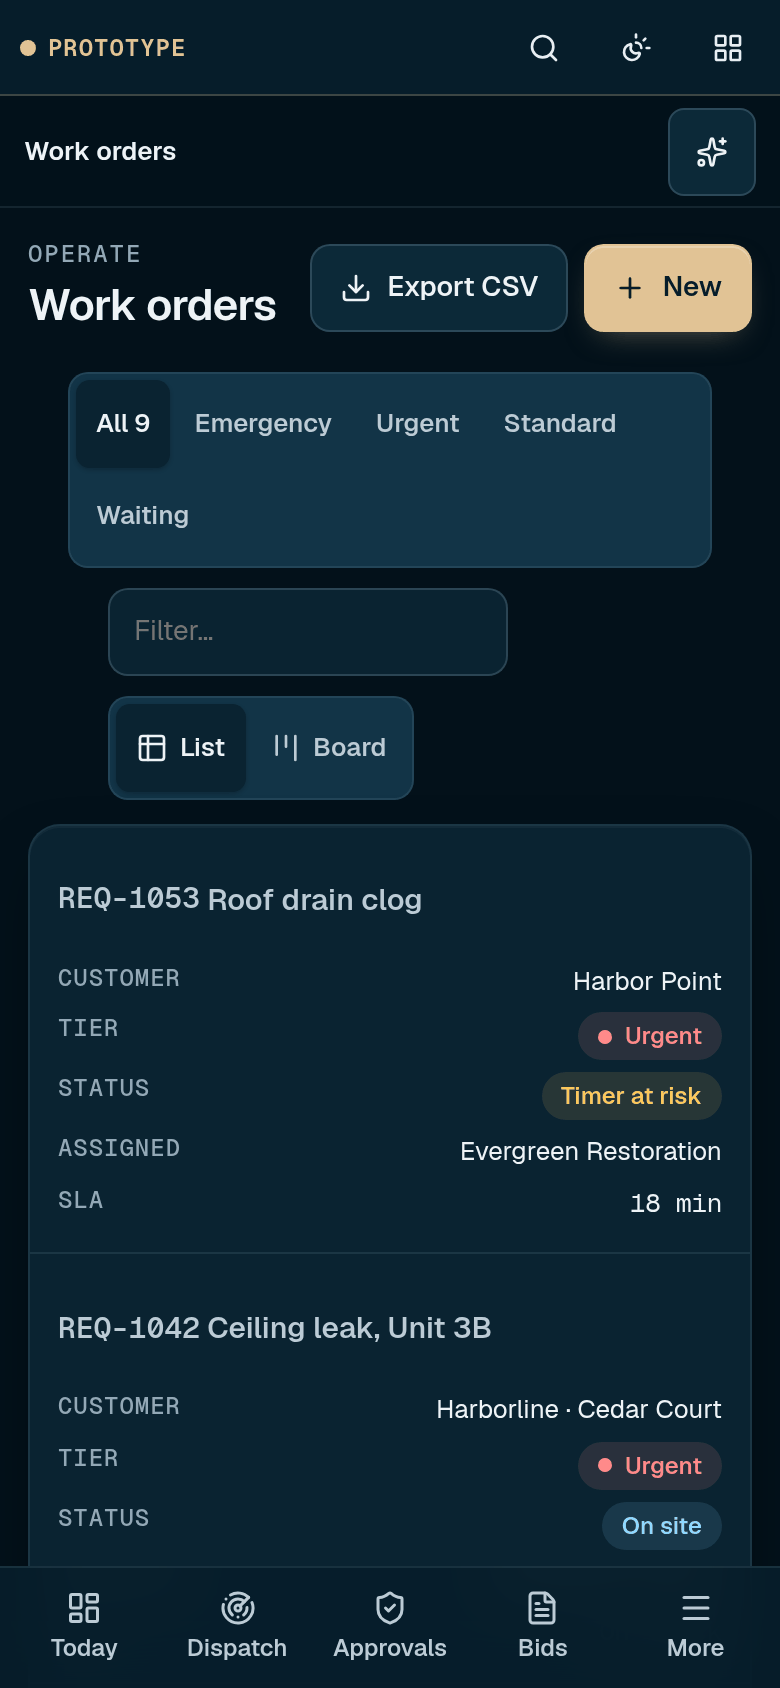 PROTOTYPE
Work orders
OPERATE
Work orders
Export CSV
New
All 9
Emergency
Urgent
Standard
Waiting
Filter…
List
Board
REQ-1053 Roof drain clog
CUSTOMER
Harbor Point
TIER
Urgent
STATUS
Timer at risk
ASSIGNED
Evergreen Restoration
SLA
18 min
REQ-1042 Ceiling leak, Unit 3B
CUSTOMER
Harborline · Cedar Court
TIER
Urgent
STATUS
On site
Today
Dispatch
Approvals
Bids
More